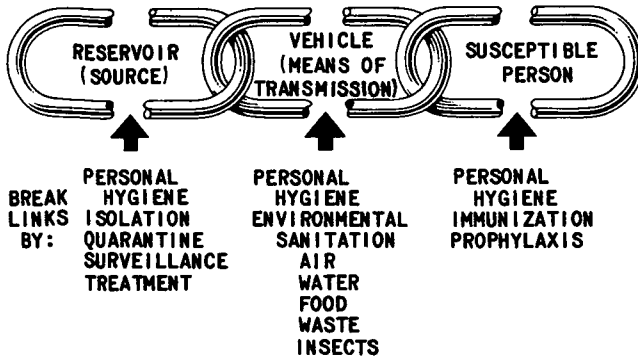 RESERVOIR
(SOURCE)
VEHICLE
(MEANS OF
TRANSMISSION)
SUSCEPTIBLE
PERSON
BREAK
LINKS
BY:
PERSONAL
HYGIENE
ISOLATION
QUARANTINE
SURVEILLANCE
TREATMENT
PERSONAL
HYGIENE
ENVIRONMENTAL
SANITATION
AIR
WATER
FOOD
WASTE
INSECTS
PERSONAL
HYGIENE
IMMUNIZATION
PROPHYLAXIS